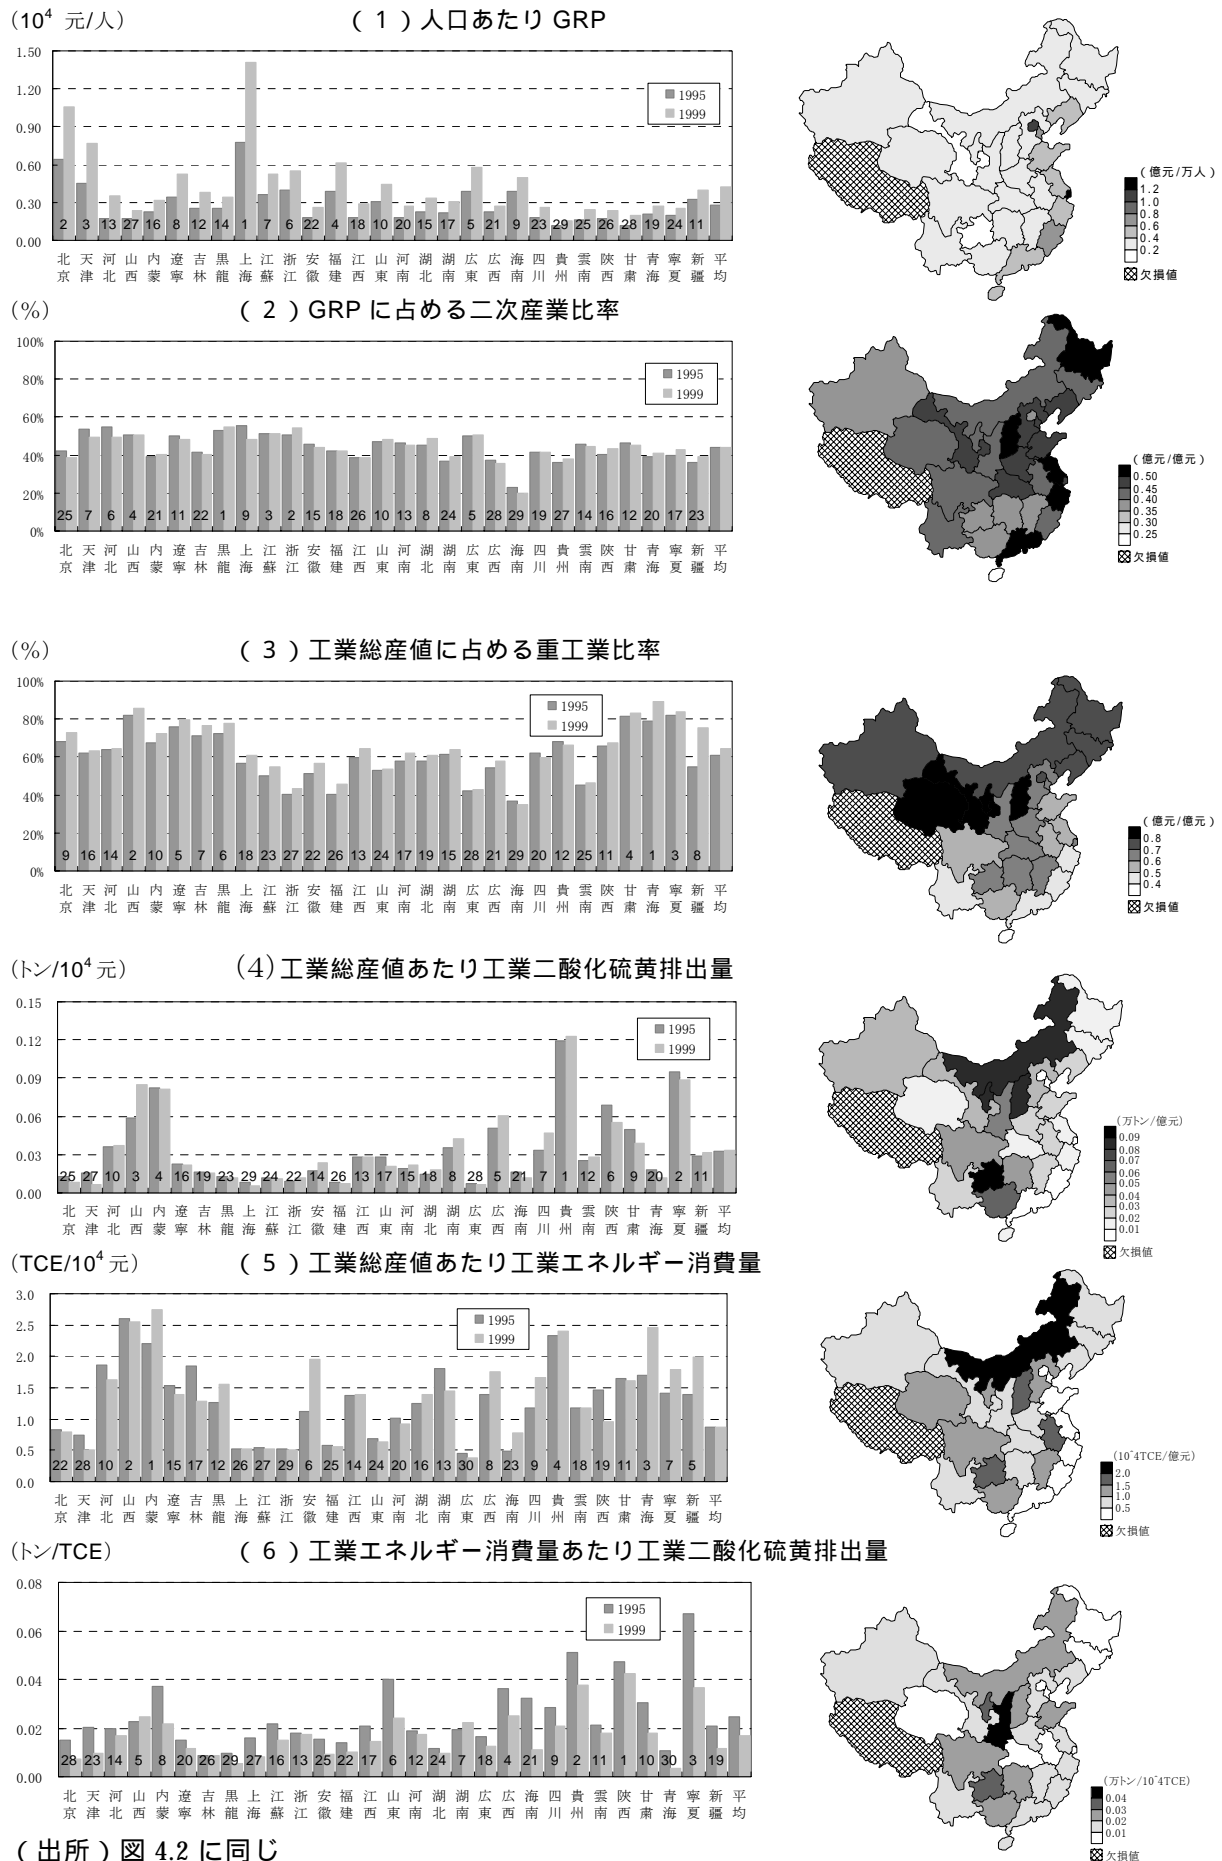 (10⁴ 元/人)
（1）人口あたり GRP
1.50
1.20
0.90
0.60
0.30
0.00
1995
1999
2 3 13 27 16 8 12 14 1 7 6 22 4 18 10 20 15 17 5 21 9 23 29 25 26 28 19 24 11
北京 天津 河北 山西 内蒙 遼寧 吉林 黒龍 上海 江蘇 浙江 安徽 福建 江西 山東 河南 湖北 湖南 広東 広西 海南 四川 貴州 雲南 陝西 甘粛 青海 寧夏 新疆 平均
（億元/万人）
1.2
1.0
0.8
0.6
0.4
0.2
欠損値
(%)
（2）GRP に占める二次産業比率
100%
80%
60%
40%
20%
0%
1995
1999
25 7 6 4 21 11 22 1 9 3 2 15 18 26 10 13 8 24 5 28 29 19 27 14 16 12 20 17 23
北京 天津 河北 山西 内蒙 遼寧 吉林 黒龍 上海 江蘇 浙江 安徽 福建 江西 山東 河南 湖北 湖南 広東 広西 海南 四川 貴州 雲南 陝西 甘粛 青海 寧夏 新疆 平均
（億元/億元）
0.50
0.45
0.40
0.35
0.30
0.25
欠損値
(%)
（3）工業総産値に占める重工業比率
100%
80%
60%
40%
20%
0%
1995
1999
9 16 14 2 10 5 7 6 18 23 27 22 26 13 24 17 19 15 28 21 29 20 12 25 11 4 1 3 8
北京 天津 河北 山西 内蒙 遼寧 吉林 黒龍 上海 江蘇 浙江 安徽 福建 江西 山東 河南 湖北 湖南 広東 広西 海南 四川 貴州 雲南 陝西 甘粛 青海 寧夏 新疆 平均
（億元/億元）
0.8
0.7
0.6
0.5
0.4
欠損値
(トン/10⁴ 元)
(4)工業総産値あたり工業二酸化硫黄排出量
0.15
0.12
0.09
0.06
0.03
0.00
1995
1999
25 27 10 3 4 16 19 23 29 24 22 14 26 13 17 15 18 8 28 5 21 7 1 12 6 9 20 2 11
北京 天津 河北 山西 内蒙 遼寧 吉林 黒龍 上海 江蘇 浙江 安徽 福建 江西 山東 河南 湖北 湖南 広東 広西 海南 四川 貴州 雲南 陝西 甘粛 青海 寧夏 新疆 平均
(万トン/億元)
0.09
0.08
0.07
0.06
0.05
0.04
0.03
0.02
0.01
欠損値
(TCE/10⁴ 元)
（5）工業総産値あたり工業エネルギー消費量
3.0
2.5
2.0
1.5
1.0
0.5
0.0
1995
1999
22 28 10 2 1 15 17 12 26 27 29 6 25 14 24 20 16 13 30 8 23 9 4 18 19 11 3 7 5
北京 天津 河北 山西 内蒙 遼寧 吉林 黒龍 上海 江蘇 浙江 安徽 福建 江西 山東 河南 湖北 湖南 広東 広西 海南 四川 貴州 雲南 陝西 甘粛 青海 寧夏 新疆 平均
(10^4TCE/億元)
2.0
1.5
1.0
0.5
欠損値
(トン/TCE)
（6）工業エネルギー消費量あたり工業二酸化硫黄排出量
0.08
0.06
0.04
0.02
0.00
1995
1999
28 23 14 5 8 20 26 29 27 16 13 25 22 17 6 12 24 7 18 4 21 9 2 11 1 10 30 3 19
北京 天津 河北 山西 内蒙 遼寧 吉林 黒龍 上海 江蘇 浙江 安徽 福建 江西 山東 河南 湖北 湖南 広東 広西 海南 四川 貴州 雲南 陝西 甘粛 青海 寧夏 新疆 平均
(万トン/10^4TCE)
0.04
0.03
0.02
0.01
欠損値
（出所）図 4.2 に同じ